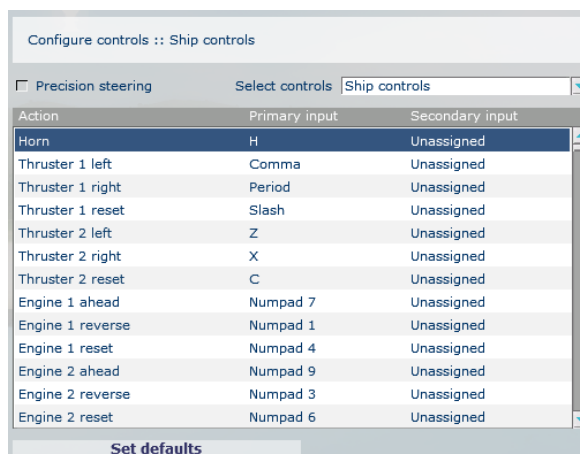 Configure controls :: Ship controls
Precision steering Select controls Ship controls
Action Primary input Secondary input
Horn H Unassigned
Thruster 1 left Comma Unassigned
Thruster 1 right Period Unassigned
Thruster 1 reset Slash Unassigned
Thruster 2 left Z Unassigned
Thruster 2 right X Unassigned
Thruster 2 reset C Unassigned
Engine 1 ahead Numpad 7 Unassigned
Engine 1 reverse Numpad 1 Unassigned
Engine 1 reset Numpad 4 Unassigned
Engine 2 ahead Numpad 9 Unassigned
Engine 2 reverse Numpad 3 Unassigned
Engine 2 reset Numpad 6 Unassigned
Set defaults